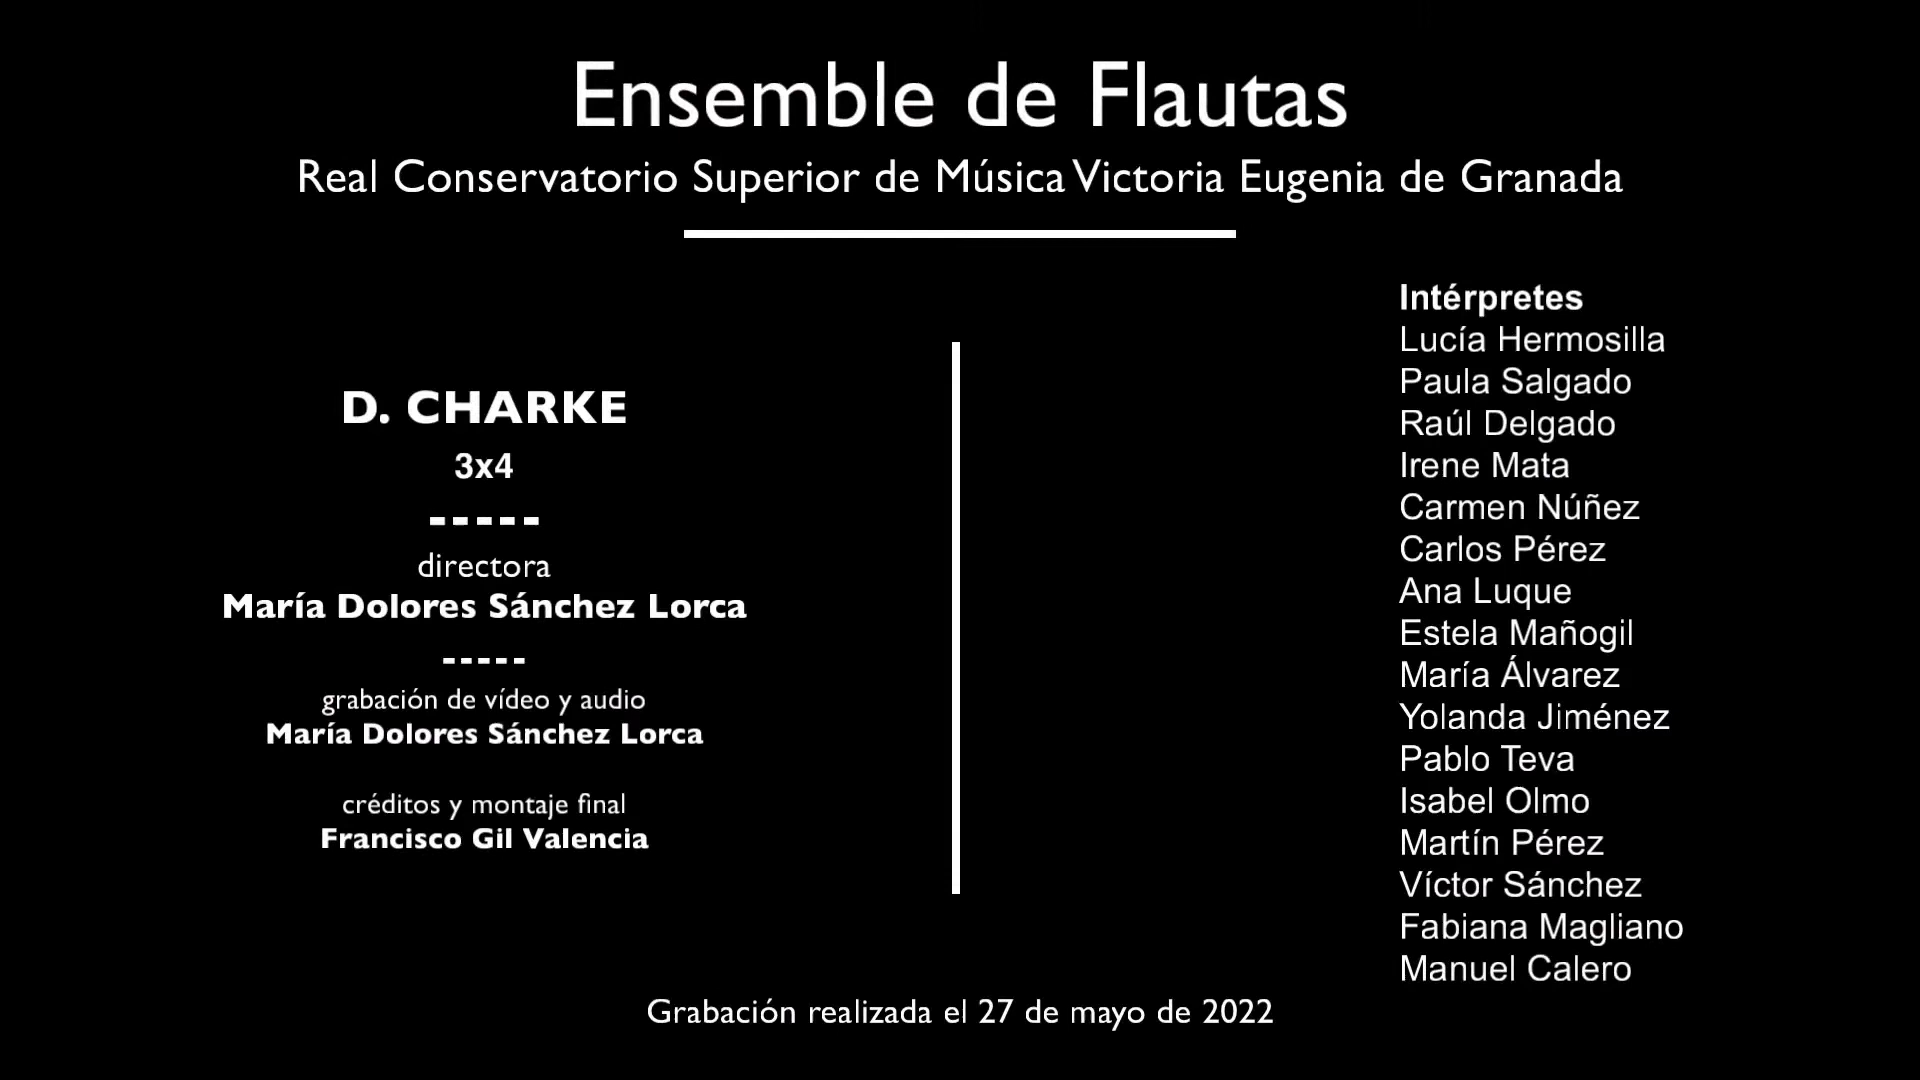 Ensemble de Flautas
Real Conservatorio Superior de Música Victoria Eugenia de Granada
D. CHARKE
3x4
-----
directora
María Dolores Sánchez Lorca
-----
grabación de vídeo y audio
María Dolores Sánchez Lorca
créditos y montaje final
Francisco Gil Valencia
Intérpretes
Lucía Hermosilla
Paula Salgado
Raúl Delgado
Irene Mata
Carmen Núñez
Carlos Pérez
Ana Luque
Estela Mañogil
María Álvarez
Yolanda Jiménez
Pablo Teva
Isabel Olmo
Martín Pérez
Víctor Sánchez
Fabiana Magliano
Manuel Calero
Grabación realizada el 27 de mayo de 2022